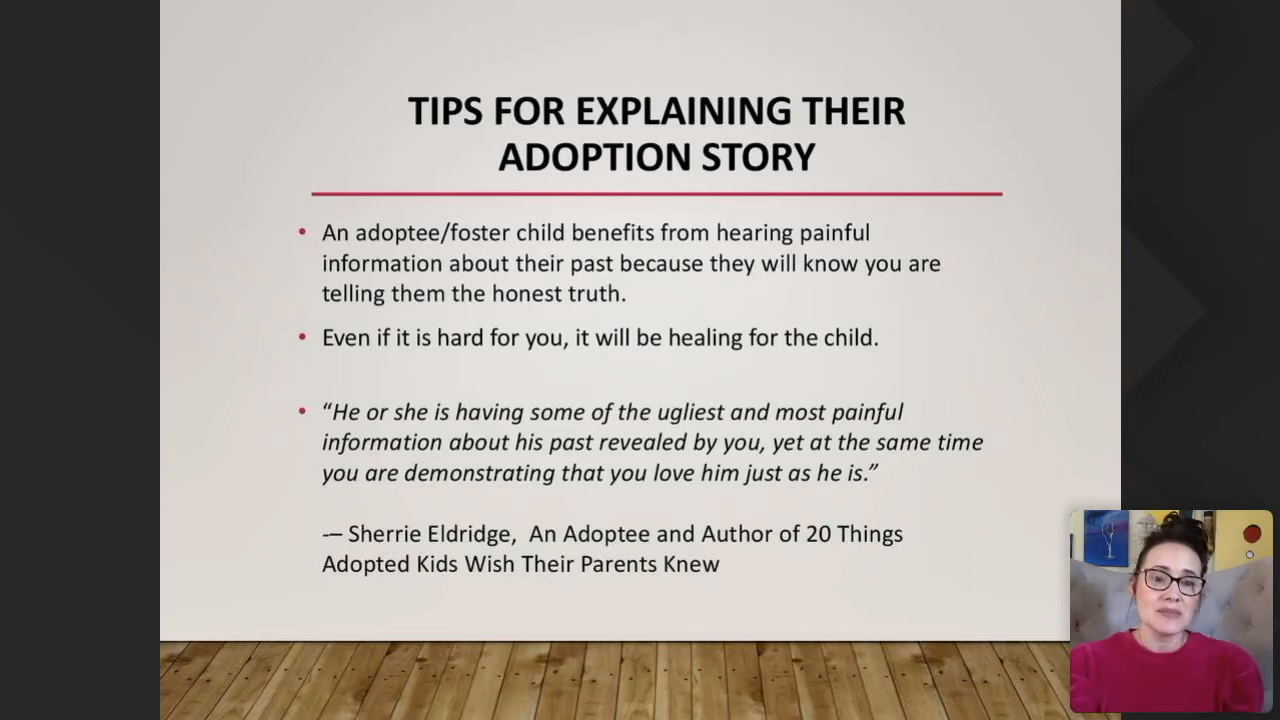 TIPS FOR EXPLAINING THEIR
ADOPTION STORY
• An adoptee/foster child benefits from hearing painful
information about their past because they will know you are
telling them the honest truth.
• Even if it is hard for you, it will be healing for the child.
• “He or she is having some of the ugliest and most painful
information about his past revealed by you, yet at the same time
you are demonstrating that you love him just as he is.”
-– Sherrie Eldridge,  An Adoptee and Author of 20 Things
Adopted Kids Wish Their Parents Knew